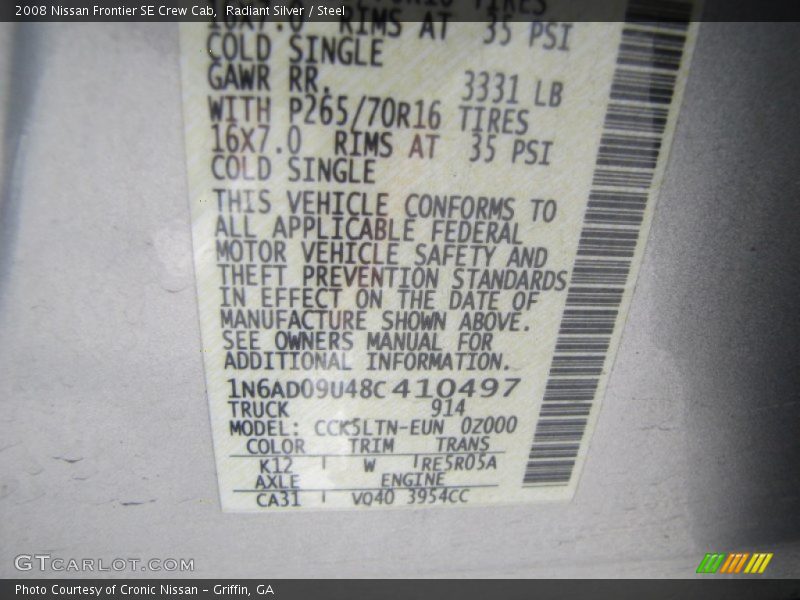 2008 Nissan Frontier SE Crew Cab, Radiant Silver / Steel
16X7.0 RIMS AT 35 PSI
COLD SINGLE
GAWR RR. 3331 LB
WITH P265/70R16 TIRES
16X7.0 RIMS AT 35 PSI
COLD SINGLE
THIS VEHICLE CONFORMS TO
ALL APPLICABLE FEDERAL
MOTOR VEHICLE SAFETY AND
THEFT PREVENTION STANDARDS
IN EFFECT ON THE DATE OF
MANUFACTURE SHOWN ABOVE.
SEE OWNERS MANUAL FOR
ADDITIONAL INFORMATION.
1N6AD09U48C410497
TRUCK 914
MODEL: CCK5LTN-EUN 0Z000
COLOR TRIM TRANS
K12 W RE5R05A
AXLE ENGINE
CA31 VQ40 3954CC
GTCARLOT.COM
Photo Courtesy of Cronic Nissan - Griffin, GA